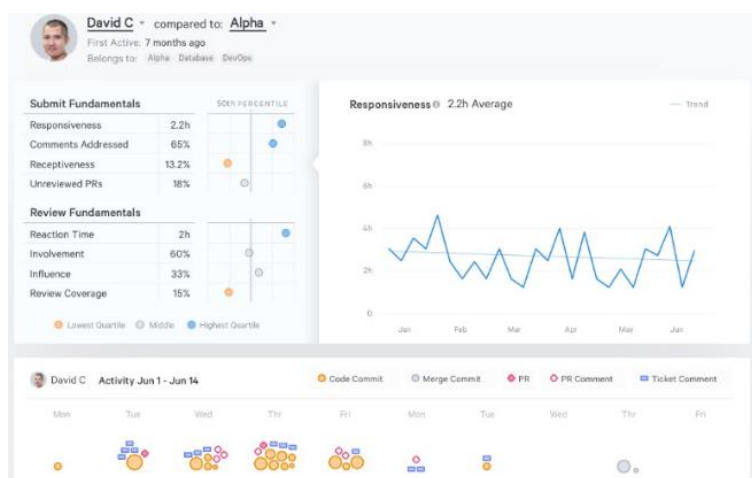 David C compared to: Alpha
First Active: 7 months ago
Belongs to: Alpha Database DevOps
Submit Fundamentals 50th PERCENTILE
Responsiveness 2.2h
Comments Addressed 65%
Receptiveness 13.2%
Unreviewed PRs 18%
Review Fundamentals
Reaction Time 2h
Involvement 60%
Influence 33%
Review Coverage 15%
Lowest Quartile Middle Highest Quartile
Responsiveness 2.2h Average
Trend
8h
6h
4h
2h
0
Jan Feb Mar Apr May Jun
David C Activity Jun 1 - Jun 14 Code Commit Merge Commit PR PR Comment Ticket Comment
Mon Tue Wed Thr Fri Mon Tue Wed Thr Fri